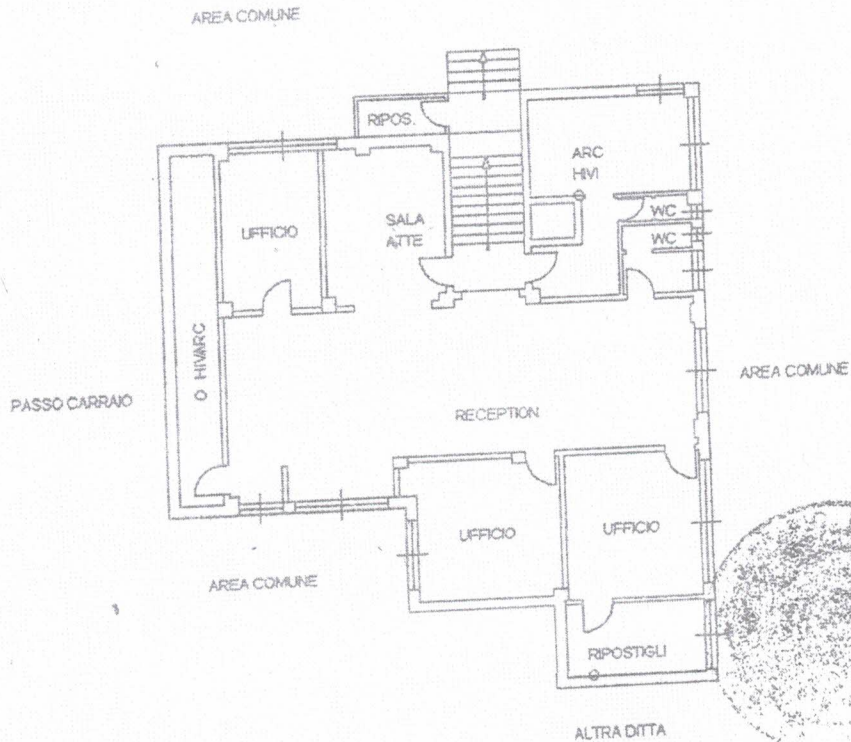 AREA COMUNE
RIPOS.
ARC
HIVI
UFFICIO
SALA
ATTE
WC
WC
O HIVARC
PASSO CARRAIO
AREA COMUNE
RECEPTION
UFFICIO
UFFICIO
AREA COMUNE
RIPOSTIGLI
ALTRA DITTA